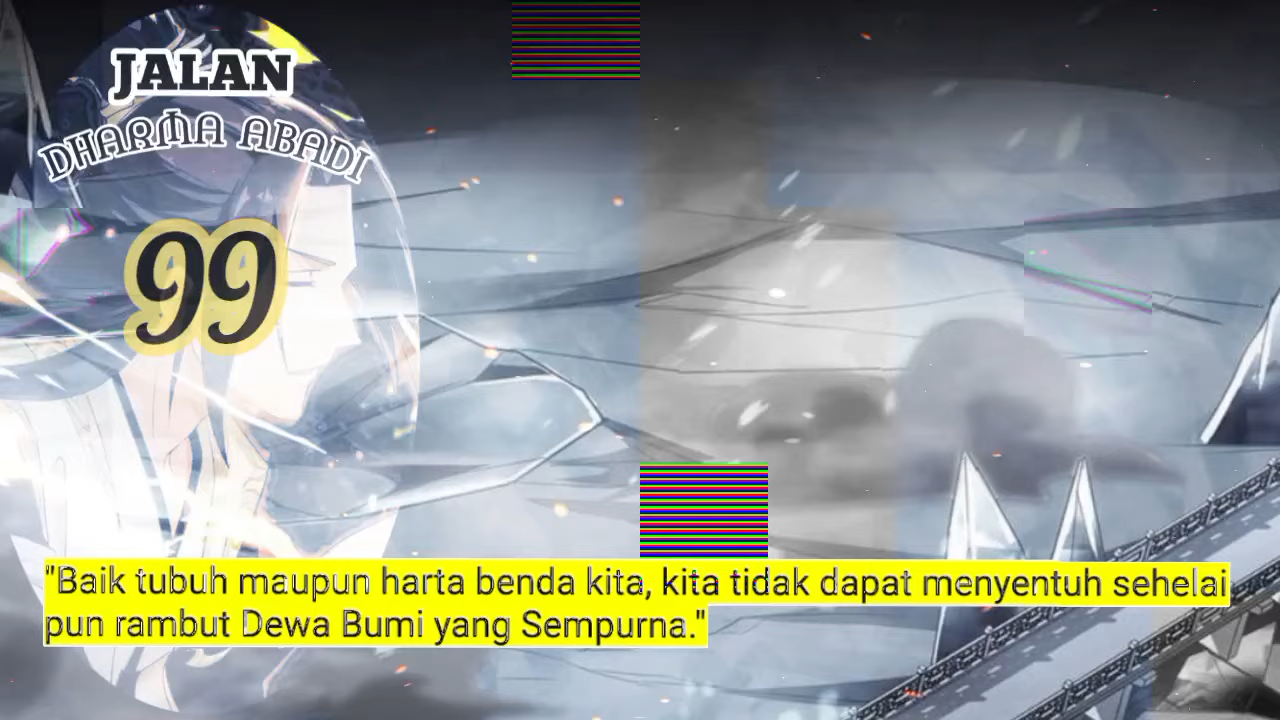 JALAN
DHARMA ABADI
99
"Baik tubuh maupun harta benda kita, kita tidak dapat menyentuh sehelai
pun rambut Dewa Bumi yang Sempurna."